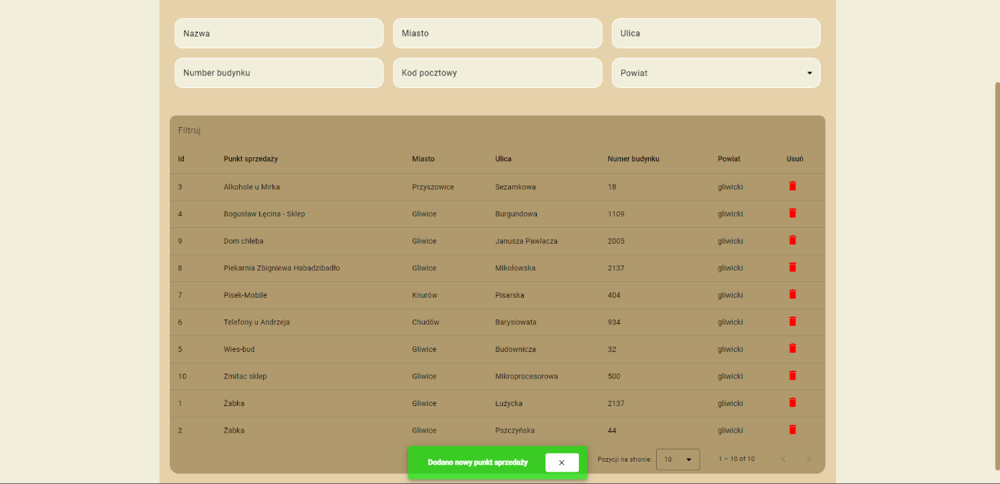 Nazwa Miasto Ulica
Number budynku Kod pocztowy Powiat
Filtruj
Id Punkt sprzedaży Miasto Ulica Numer budynku Powiat Usuń
3 Alkohole u Mirka Przyszowice Sezamkowa 18 gliwicki
4 Bogusław Łęcina - Sklep Gliwice Burgundowa 1109 gliwicki
9 Dom chleba Gliwice Janusza Pawlacza 2005 gliwicki
8 Piekarnia Zbigniewa Habadzibadło Gliwice Mikołowska 2137 gliwicki
7 Pisek-Mobile Knurów Pisarska 404 gliwicki
6 Telefony u Andrzeja Chudów Barysiowata 934 gliwicki
5 Wies-bud Gliwice Budownicza 32 gliwicki
10 Zmitac sklep Gliwice Mikroprocesorowa 500 gliwicki
1 Żabka Gliwice Łużycka 2137 gliwicki
2 Żabka Gliwice Pszczyńska 44 gliwicki
Dodano nowy punkt sprzedaży Pozycji na stronie: 10 1 – 10 of 10